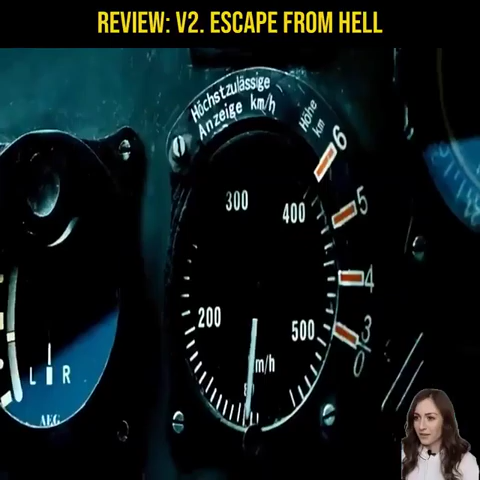 REVIEW: V2. ESCAPE FROM HELL
Höchstzulässige
Anzeige km/h
Höhe
km
6
5
4
3
0
300
400
200
500
m/h
L R
AEG